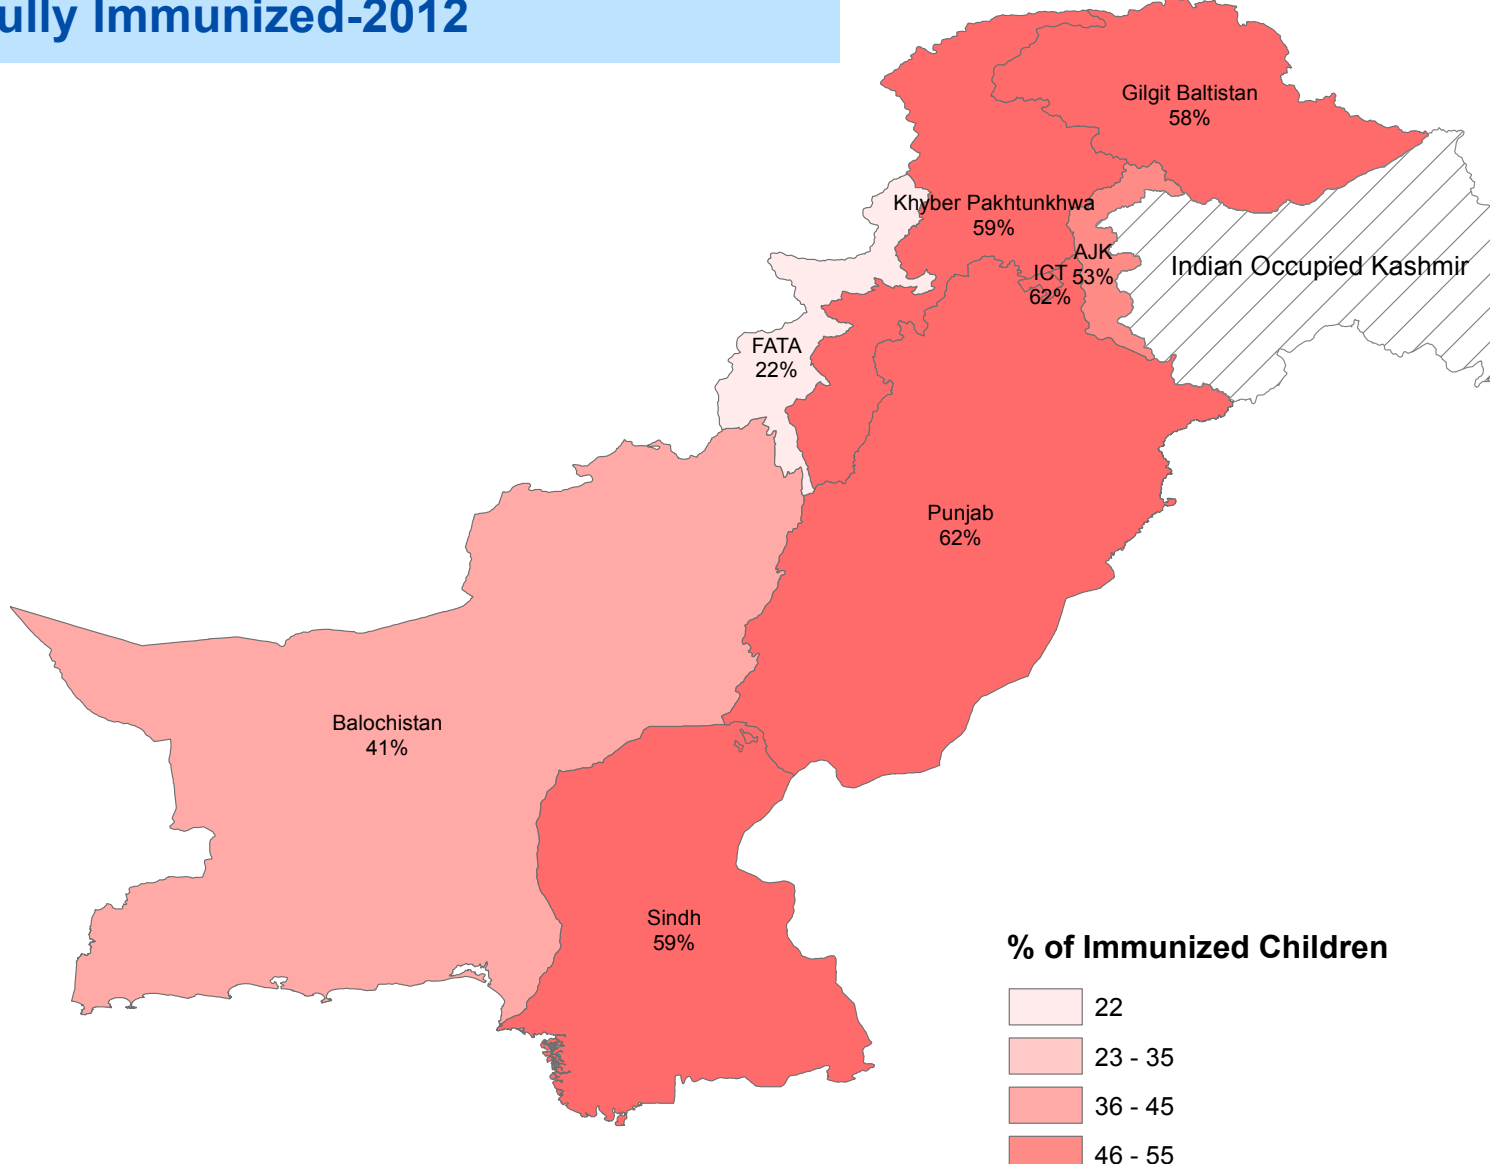 ully Immunized-2012
Gilgit Baltistan
58%
Khyber Pakhtunkhwa
59%
AJK
53%
ICT
62%
Indian Occupied Kashmir
FATA
22%
Punjab
62%
Balochistan
41%
Sindh
59%
% of Immunized Children
22
23 - 35
36 - 45
46 - 55